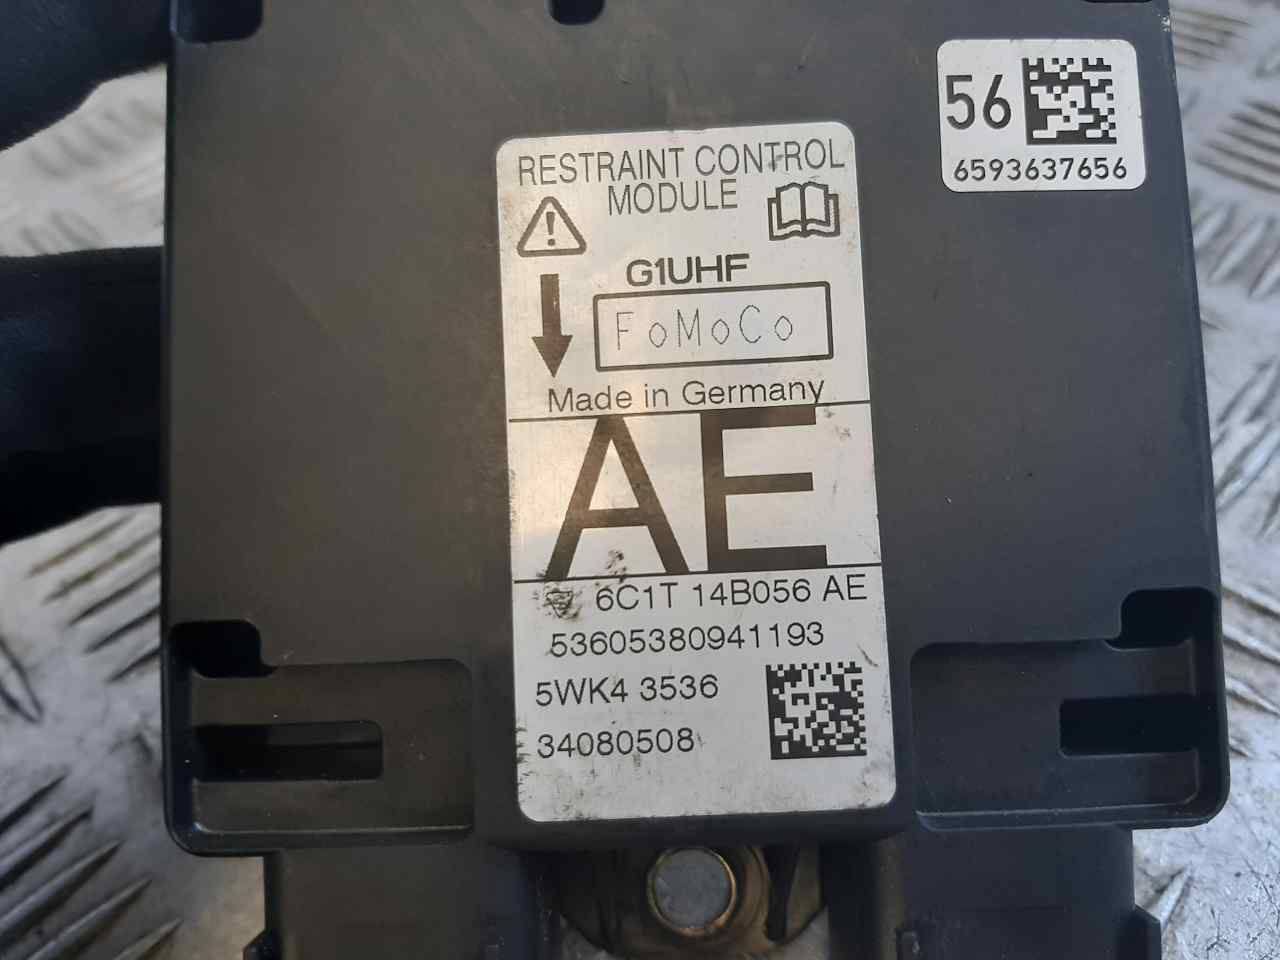 56
6593637656
RESTRAINT CONTROL
MODULE
G1UHF
FoMoCo
Made in Germany
AE
6C1T 14B056 AE
53605380941193
5WK4 3536
34080508